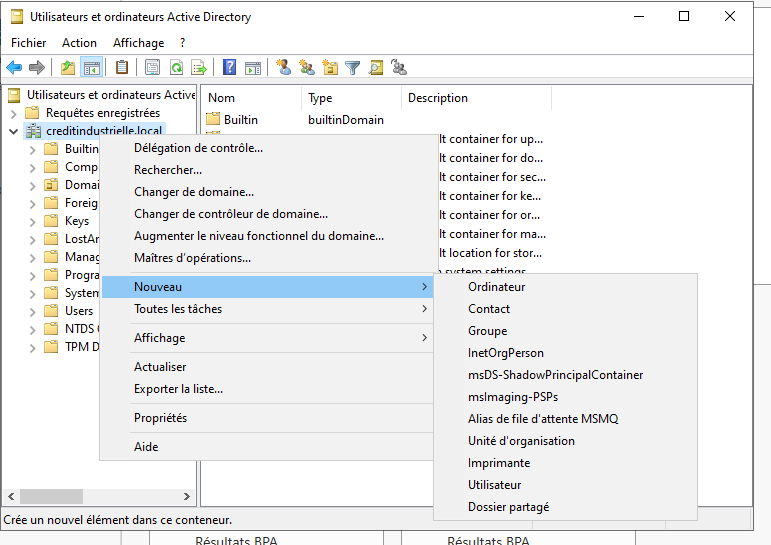 Utilisateurs et ordinateurs Active Directory
Fichier Action Affichage ?
Utilisateurs et ordinateurs Active
Requêtes enregistrées
creditindustrielle.local
Builtin
Comp
Domai
Foreig
Keys
LostAn
Manag
Progra
System
Users
NTDS
TPM D
Nom Type Description
Builtin builtinDomain
lt container for up...
lt container for do...
lt container for sec...
lt container for ke...
lt container for or...
lt container for ma...
lt location for stor...
system settings
Délégation de contrôle...
Rechercher...
Changer de domaine...
Changer de contrôleur de domaine...
Augmenter le niveau fonctionnel du domaine...
Maîtres d'opérations...
Nouveau
Toutes les tâches
Affichage
Actualiser
Exporter la liste...
Propriétés
Aide
Ordinateur
Contact
Groupe
InetOrgPerson
msDS-ShadowPrincipalContainer
msImaging-PSPs
Alias de file d'attente MSMQ
Unité d'organisation
Imprimante
Utilisateur
Dossier partagé
Crée un nouvel élément dans ce conteneur.
Résultats BPA Résultats BPA